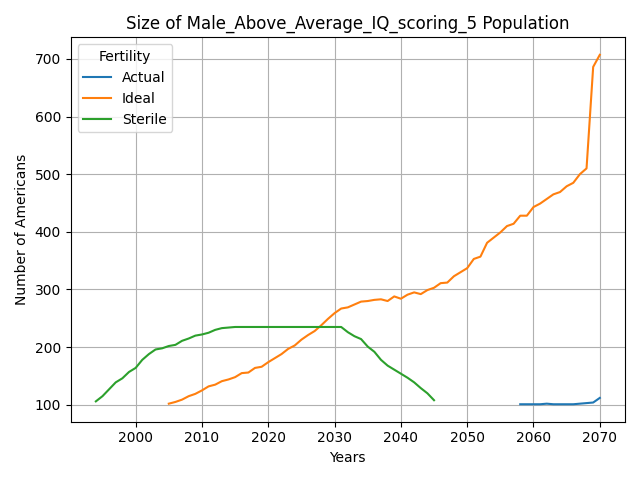 Size of Male_Above_Average_IQ_scoring_5 Population
Fertility
Actual
Ideal
Sterile
Number of Americans
700
600
500
400
300
200
100
2000
2010
2020
2030
2040
2050
2060
2070
Years